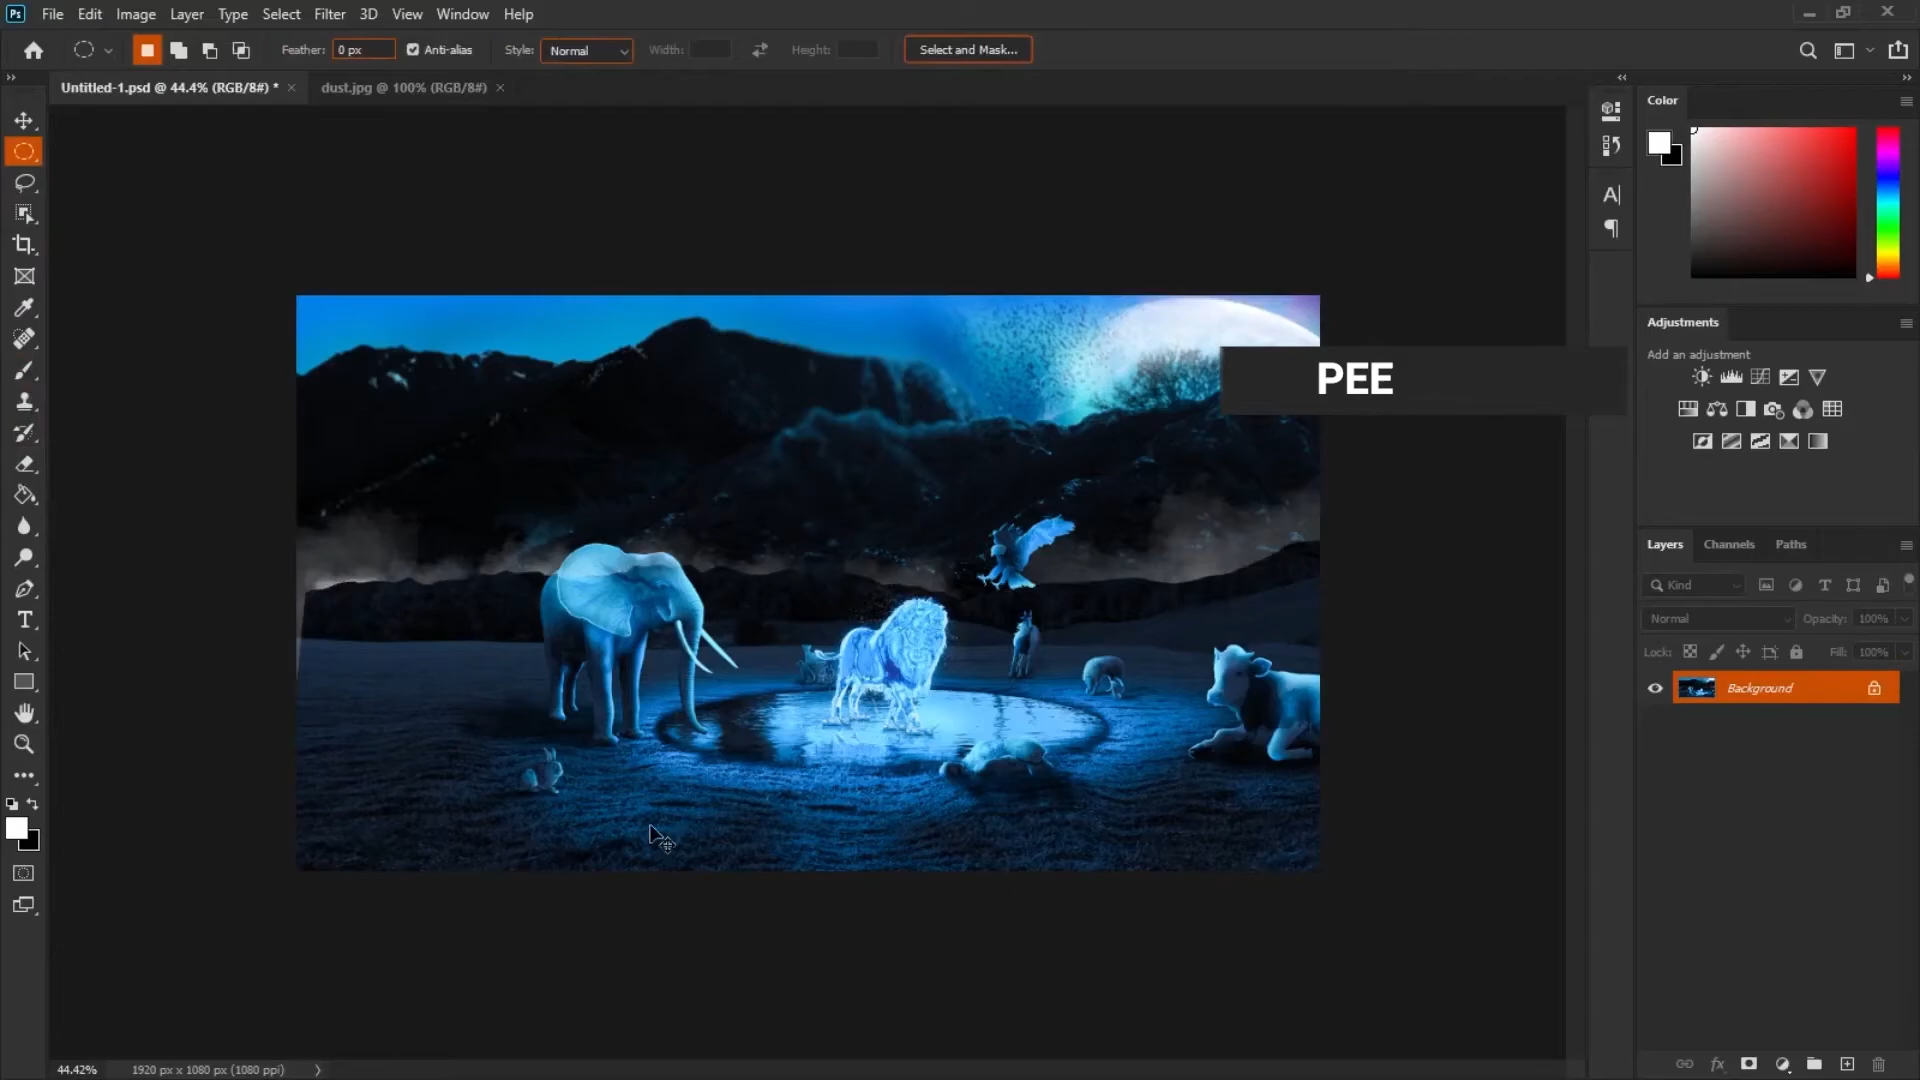 Ps File Edit Image Layer Type Select Filter 3D View Window Help
Feather: 0 px Anti-alias Style: Normal Width: Height: Select and Mask...
Untitled-1.psd @ 44.4% (RGB/8#) * × dust.jpg @ 100% (RGB/8#) ×
Color
PEE
Adjustments
Add an adjustment
Layers Channels Paths
Kind
Normal Opacity: 100%
Lock: Fill: 100%
Background
44.42% 1920 px x 1080 px (1080 ppi)